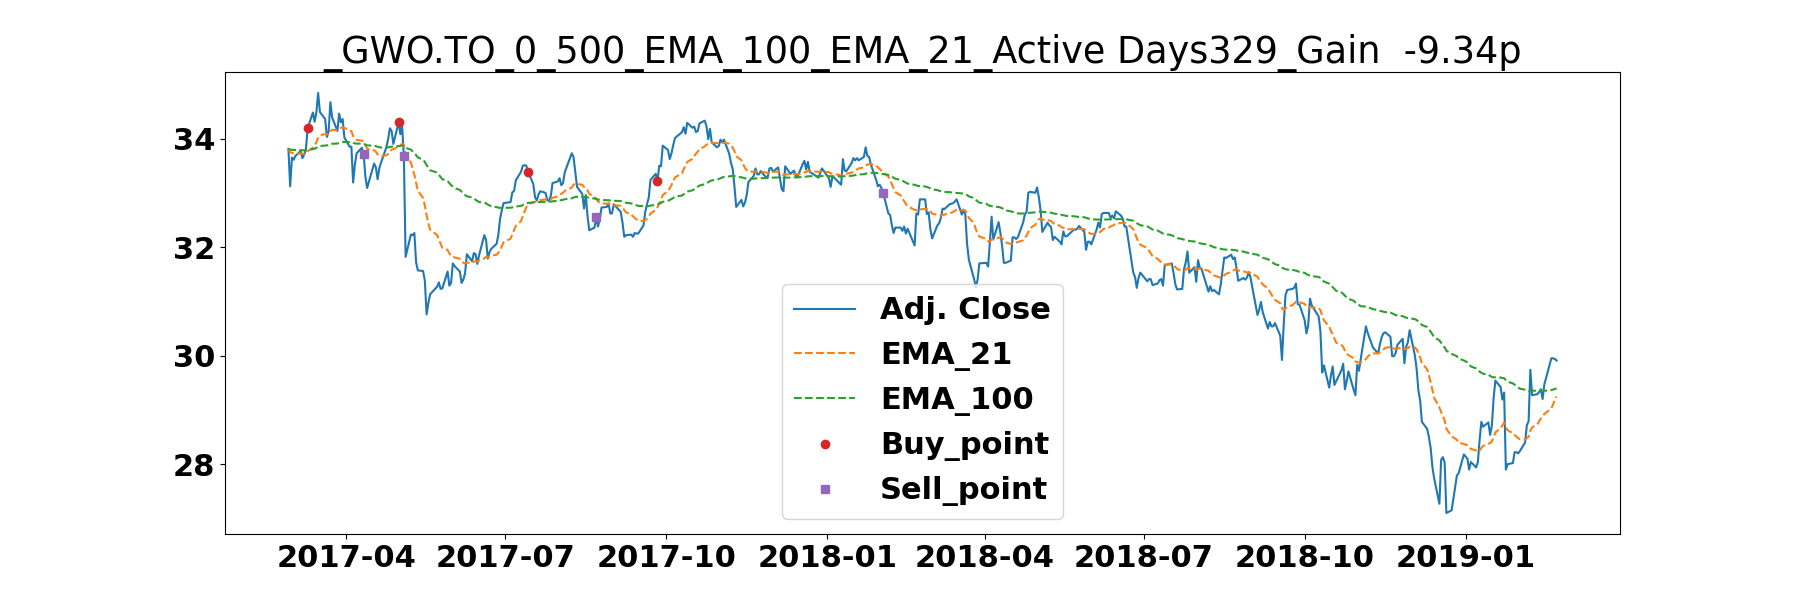 _GWO.TO_0_500_EMA_100_EMA_21_Active Days329_Gain  -9.34p
34
32
30
28
Adj. Close
EMA_21
EMA_100
Buy_point
Sell_point
2017-04 2017-07 2017-10 2018-01 2018-04 2018-07 2018-10 2019-01